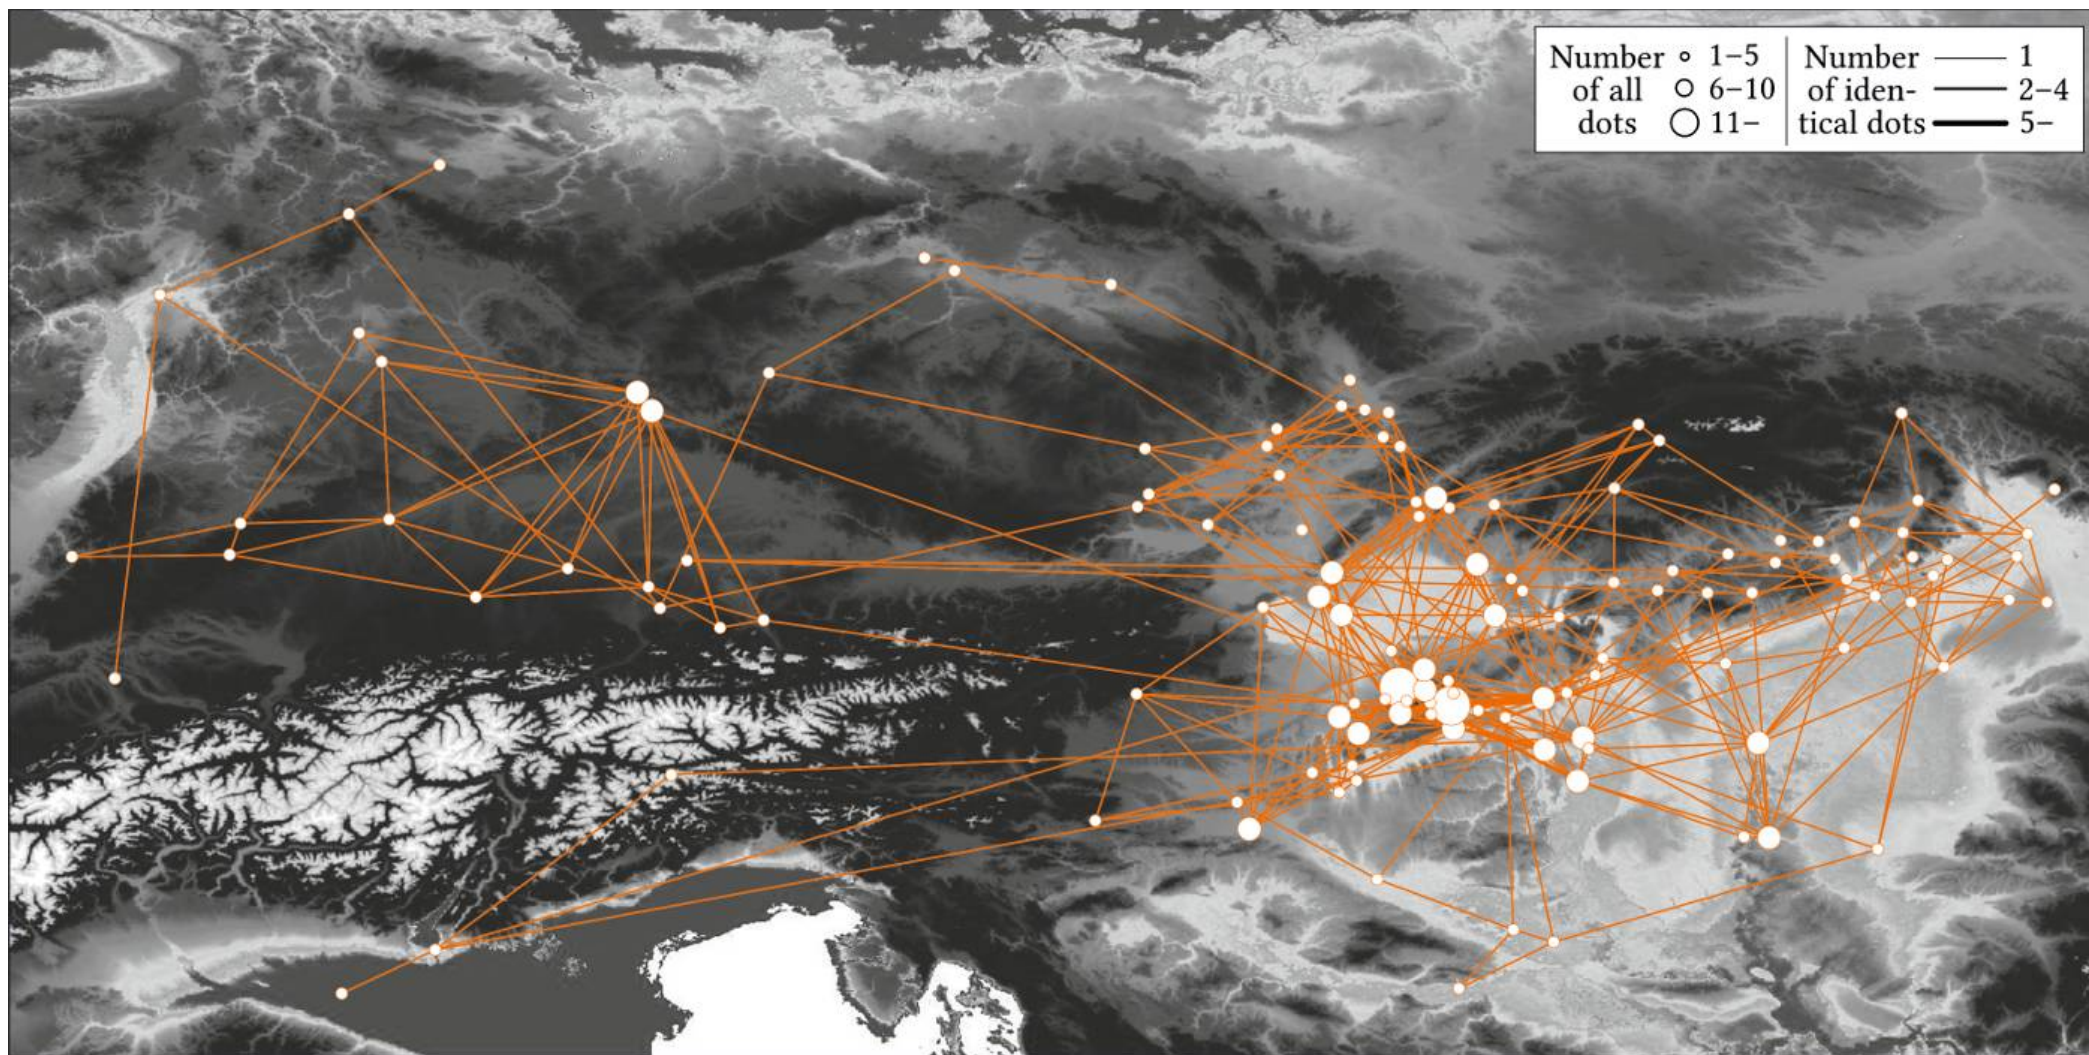 Number 1–5
of all 6–10
dots 11–
Number 1
of iden- 2–4
tical dots 5–